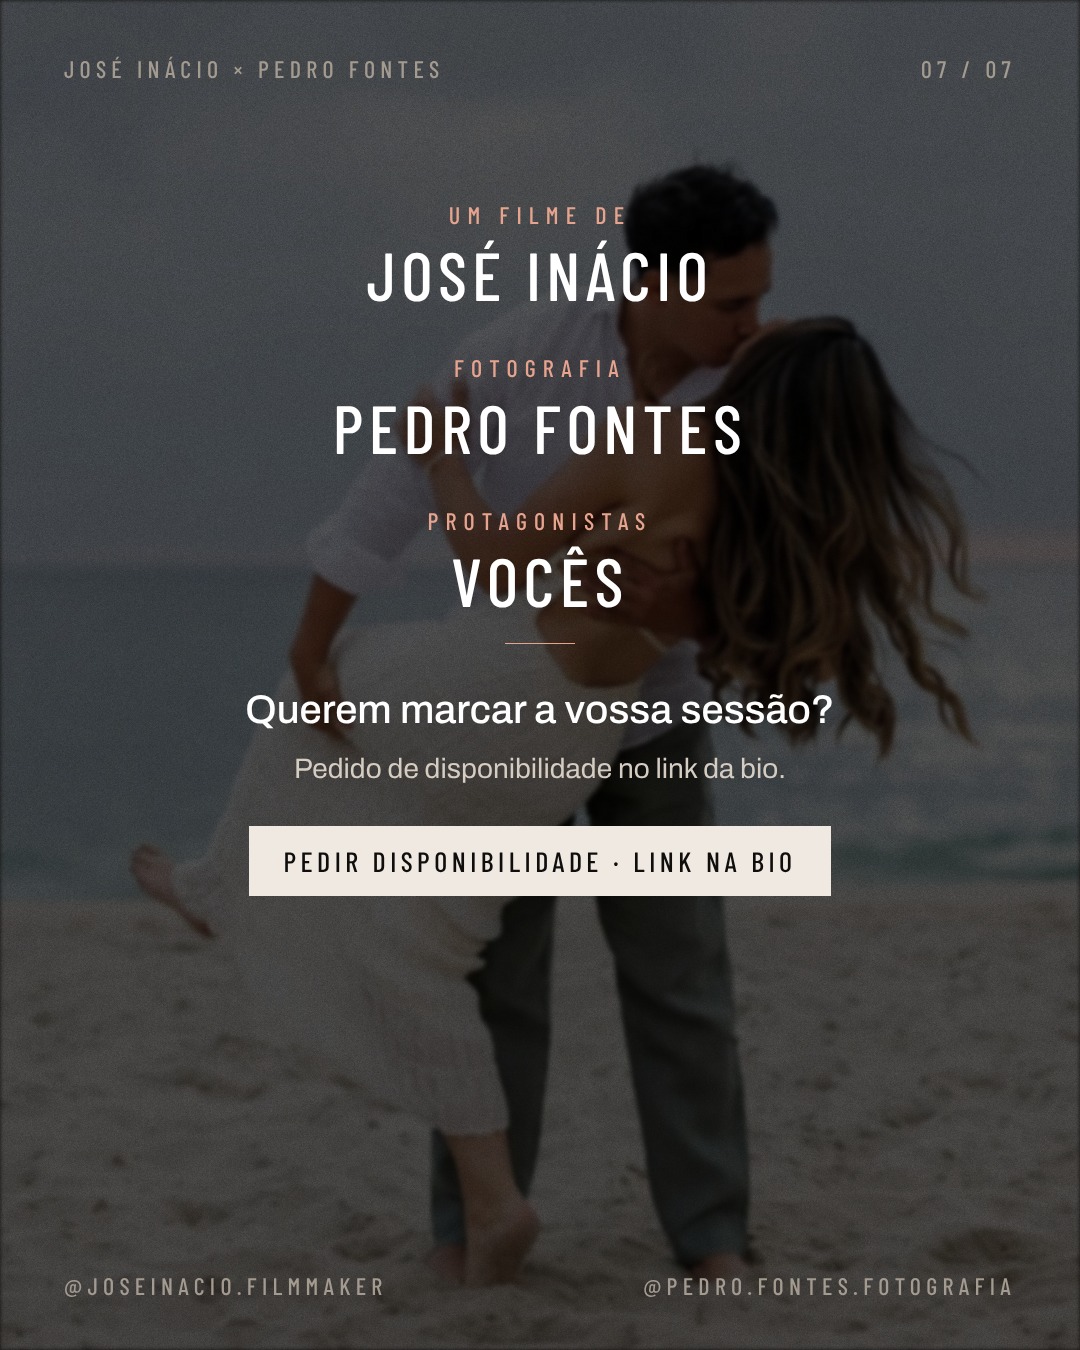 JOSÉ INÁCIO × PEDRO FONTES
07 / 07
UM FILME DE
JOSÉ INÁCIO
FOTOGRAFIA
PEDRO FONTES
PROTAGONISTAS
VOCÊS
Querem marcar a vossa sessão?
Pedido de disponibilidade no link da bio.
PEDIR DISPONIBILIDADE · LINK NA BIO
@JOSEINACIO.FILMMAKER
@PEDRO.FONTES.FOTOGRAFIA